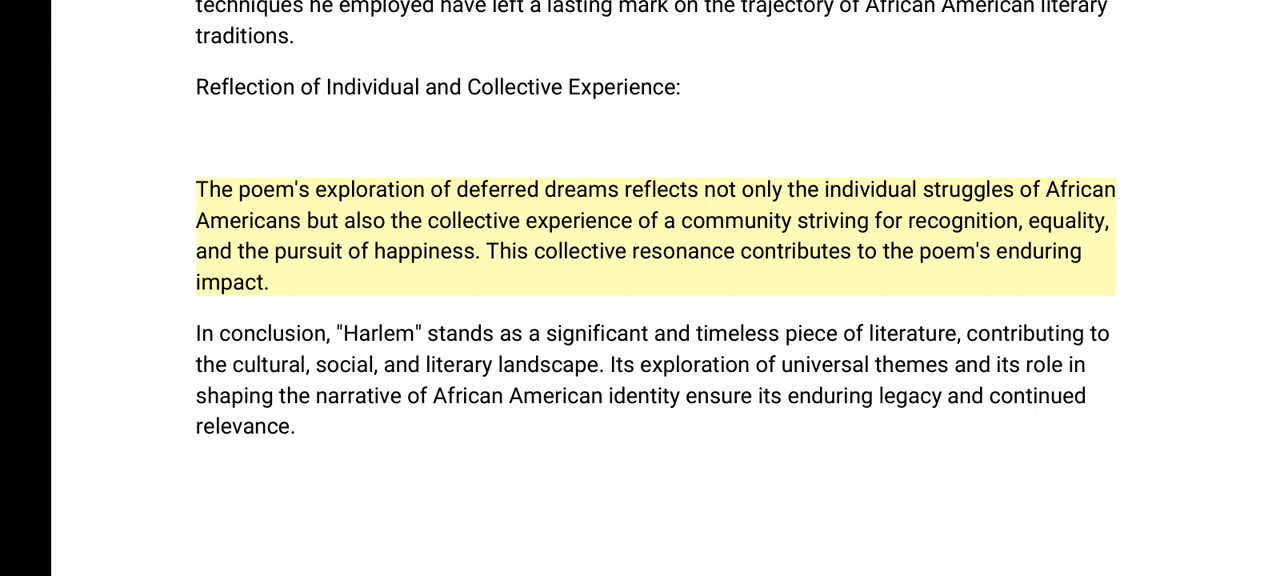 techniques he employed have left a lasting mark on the trajectory of African American literary
traditions.
Reflection of Individual and Collective Experience:
The poem's exploration of deferred dreams reflects not only the individual struggles of African
Americans but also the collective experience of a community striving for recognition, equality,
and the pursuit of happiness. This collective resonance contributes to the poem's enduring
impact.
In conclusion, "Harlem" stands as a significant and timeless piece of literature, contributing to
the cultural, social, and literary landscape. Its exploration of universal themes and its role in
shaping the narrative of African American identity ensure its enduring legacy and continued
relevance.